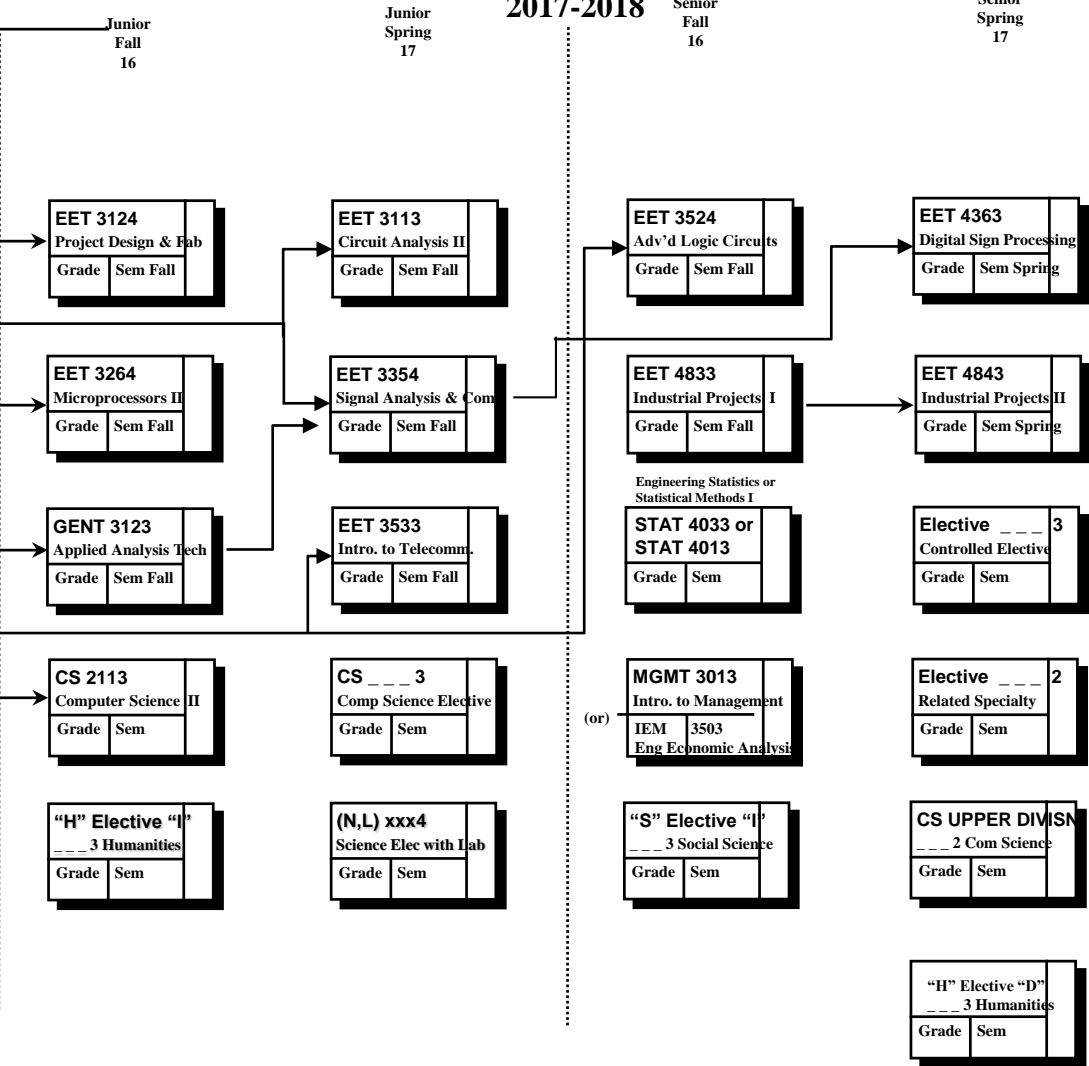 2017-2018
Junior
Fall
16
Junior
Spring
17
Senior
Fall
16
Senior
Spring
17
EET 3124
Project Design & Fab
Grade Sem Fall
EET 3113
Circuit Analysis II
Grade Sem Fall
EET 3524
Adv'd Logic Circuits
Grade Sem Fall
EET 4363
Digital Sign Processing
Grade Sem Spring
EET 3264
Microprocessors II
Grade Sem Fall
EET 3354
Signal Analysis & Com
Grade Sem Fall
EET 4833
Industrial Projects I
Grade Sem Fall
EET 4843
Industrial Projects II
Grade Sem Spring
GENT 3123
Applied Analysis Tech
Grade Sem Fall
EET 3533
Intro. to Telecomm.
Grade Sem Fall
Engineering Statistics or
Statistical Methods I
STAT 4033 or
STAT 4013
Grade Sem
Elective _ _ _ 3
Controlled Elective
Grade Sem
CS 2113
Computer Science II
Grade Sem
CS _ _ _ 3
Comp Science Elective
Grade Sem
MGMT 3013
Intro. to Management
(or)
IEM 3503
Eng Economic Analysis
Elective _ _ _ 2
Related Specialty
Grade Sem
“H” Elective “I”
_ _ _ 3 Humanities
Grade Sem
(N,L) xxx4
Science Elec with Lab
Grade Sem
“S” Elective “I”
_ _ _ 3 Social Science
Grade Sem
CS UPPER DIVISN
_ _ _ 2 Com Science
Grade Sem
“H” Elective “D”
_ _ _ 3 Humanities
Grade Sem